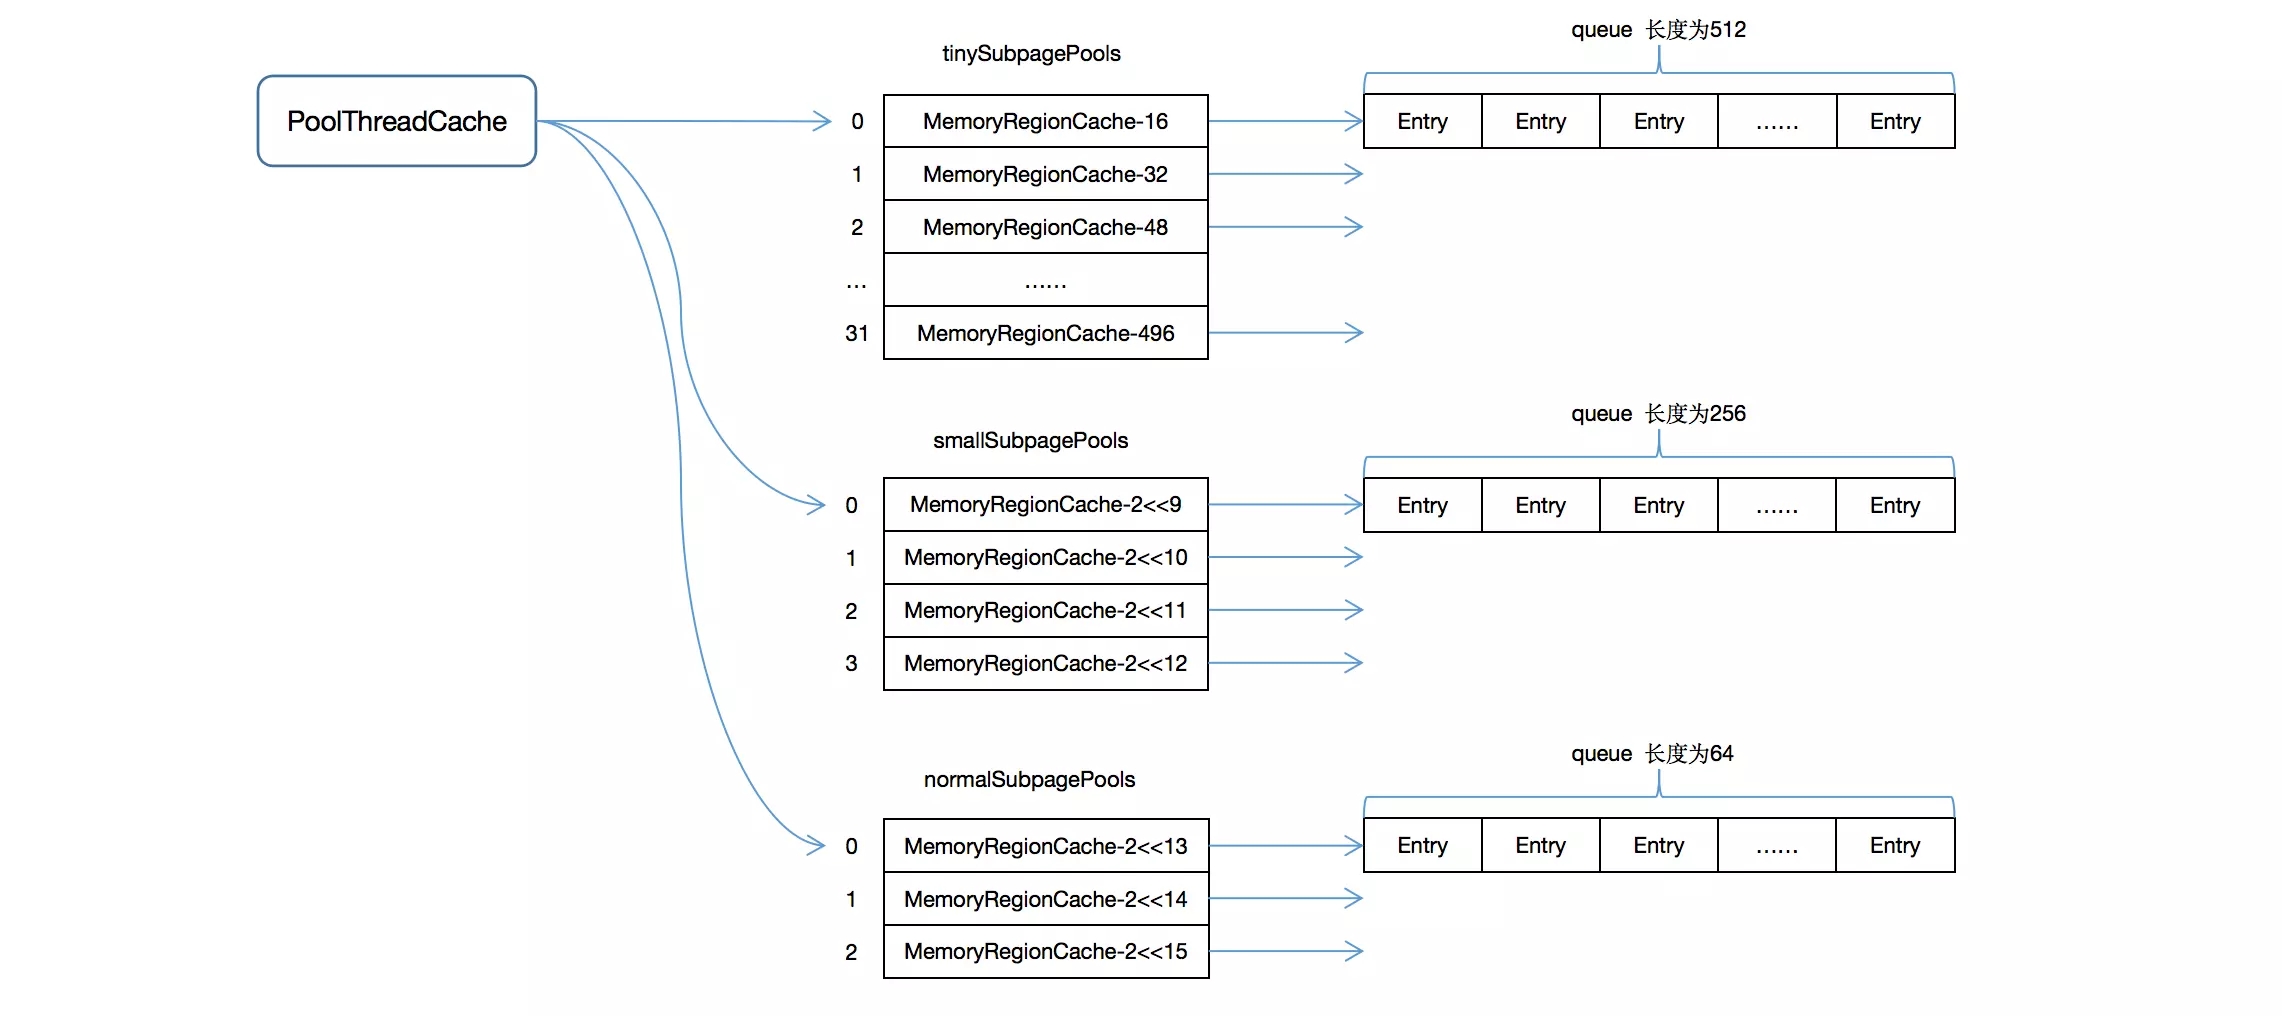 PoolThreadCache
tinySubpagePools
queue 长度为512
0 MemoryRegionCache-16 Entry Entry Entry ...... Entry
1 MemoryRegionCache-32
2 MemoryRegionCache-48
... ......
31 MemoryRegionCache-496
smallSubpagePools
queue 长度为256
0 MemoryRegionCache-2<<9 Entry Entry Entry ...... Entry
1 MemoryRegionCache-2<<10
2 MemoryRegionCache-2<<11
3 MemoryRegionCache-2<<12
normalSubpagePools
queue 长度为64
0 MemoryRegionCache-2<<13 Entry Entry Entry ...... Entry
1 MemoryRegionCache-2<<14
2 MemoryRegionCache-2<<15